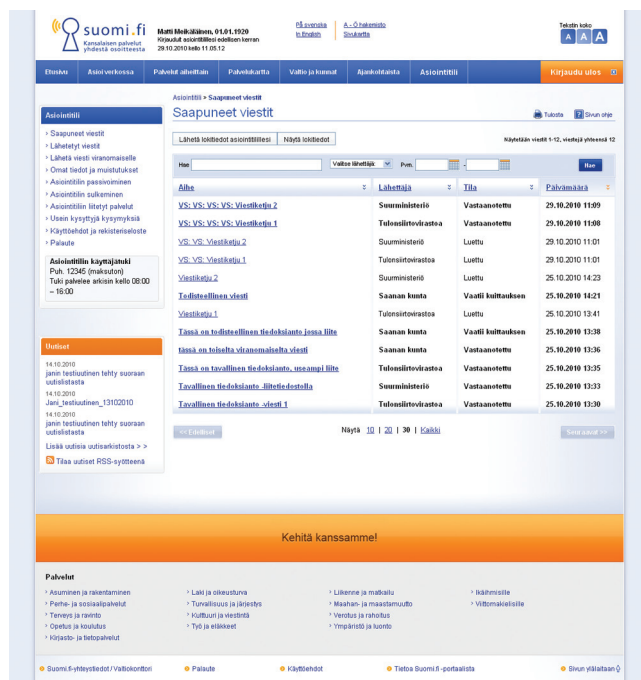 suomi.fi
Kansalaisen palvelut
yhdestä osoitteesta
Matti Meikäläinen, 01.01.1920
Kirjauduit asiointitilillesi edellisen kerran
29.10.2010 kello 11.05.12
På svenska
In English
A - Ö hakemisto
Sivukartta
Tekstin koko
A A A
Etusivu Asioi verkossa Palvelut aiheittain Palvelukartta Valtio ja kunnat Ajankohtaista Asiointitili Kirjaudu ulos
Asiointitili > Saapuneet viestit
Saapuneet viestit
Tulosta Sivun ohje
Asiointitili
› Saapuneet viestit
› Lähetetyt viestit
› Lähetä viesti viranomaiselle
› Omat tiedot ja muistutukset
› Asiointitilin passivoiminen
› Asiointitilin sulkeminen
› Asiointitiliin liitetyt palvelut
› Usein kysyttyjä kysymyksiä
› Käyttöehdot ja rekisteriseloste
› Palaute
Asiointitilin käyttäjätuki
Puh. 12345 (maksuton)
Tuki palvelee arkisin kello 08:00
– 16:00
Uutiset
14.10.2010
janin testiuutinen tehty suoraan
uutislistasta
14.10.2010
Jani_testiuutinen_13102010
14.10.2010
janin testiuutinen tehty suoraan
uutislistasta
Lisää uutisia uutisarkistosta > >
Tilaa uutiset RSS-syötteenä
Lähetä lokitiedot asiointitilillesi Näytä lokitiedot
Näytetään viestit 1-12, viestejä yhteensä 12
Hae Valitse lähettäjä: Pvm. - Hae
Aihe Lähettäjä Tila Päivämäärä
VS: VS: VS: VS: Viestiketju 2 Suurministeriö Vastaanotettu 29.10.2010 11:09
VS: VS: VS: VS: Viestiketju 1 Tulonsiirtovirastoa Vastaanotettu 29.10.2010 11:08
VS: VS: Viestiketju 2 Suurministeriö Luettu 29.10.2010 11:01
VS: VS: Viestiketju 1 Tulonsiirtovirastoa Luettu 29.10.2010 11:01
Viestiketju 2 Suurministeriö Luettu 25.10.2010 14:23
Todisteellinen viesti Saanan kunta Vaatii kuittauksen 25.10.2010 14:21
Viestiketju 1 Tulonsiirtovirastoa Luettu 25.10.2010 13:41
Tässä on todisteellinen tiedoksianto jossa liite Saanan kunta Vaatii kuittauksen 25.10.2010 13:38
tässä on toiselta viranomaiselta viesti Saanan kunta Vastaanotettu 25.10.2010 13:36
Tässä on tavallinen tiedoksianto, useampi liite Tulonsiirtovirastoa Vastaanotettu 25.10.2010 13:35
Tavallinen tiedoksianto -liitetiedostolla Suurministeriö Vastaanotettu 25.10.2010 13:33
Tavallinen tiedoksianto -viesti 1 Tulonsiirtovirastoa Vastaanotettu 25.10.2010 13:30
<< Edelliset Näytä 10 | 20 | 30 | Kaikki Seuraavat >>
Kehitä kanssamme!
Palvelut
› Asuminen ja rakentaminen
› Perhe- ja sosiaalipalvelut
› Terveys ja ravinto
› Opetus ja koulutus
› Kirjasto- ja tietopalvelut
› Laki ja oikeusturva
› Turvallisuus ja järjestys
› Kulttuuri ja viestintä
› Työ ja eläkkeet
› Liikenne ja matkailu
› Maahan- ja maastamuutto
› Verotus ja rahoitus
› Ympäristö ja luonto
› Ikäihmisille
› Viittomakielisille
Suomi.fi-yhteystiedot / Valtiokonttori Palaute Käyttöehdot Tietoa Suomi.fi -portaalista Sivun ylälaitaan